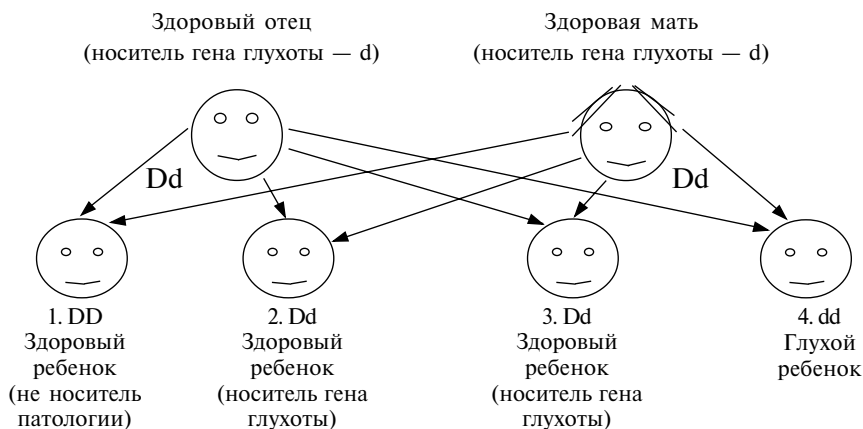 Здоровый отец
(носитель гена глухоты — d)
Здоровая мать
(носитель гена глухоты — d)
Dd
Dd
1. DD
Здоровый
ребенок
(не носитель
патологии)
2. Dd
Здоровый
ребенок
(носитель гена
глухоты)
3. Dd
Здоровый
ребенок
(носитель гена
глухоты)
4. dd
Глухой
ребенок